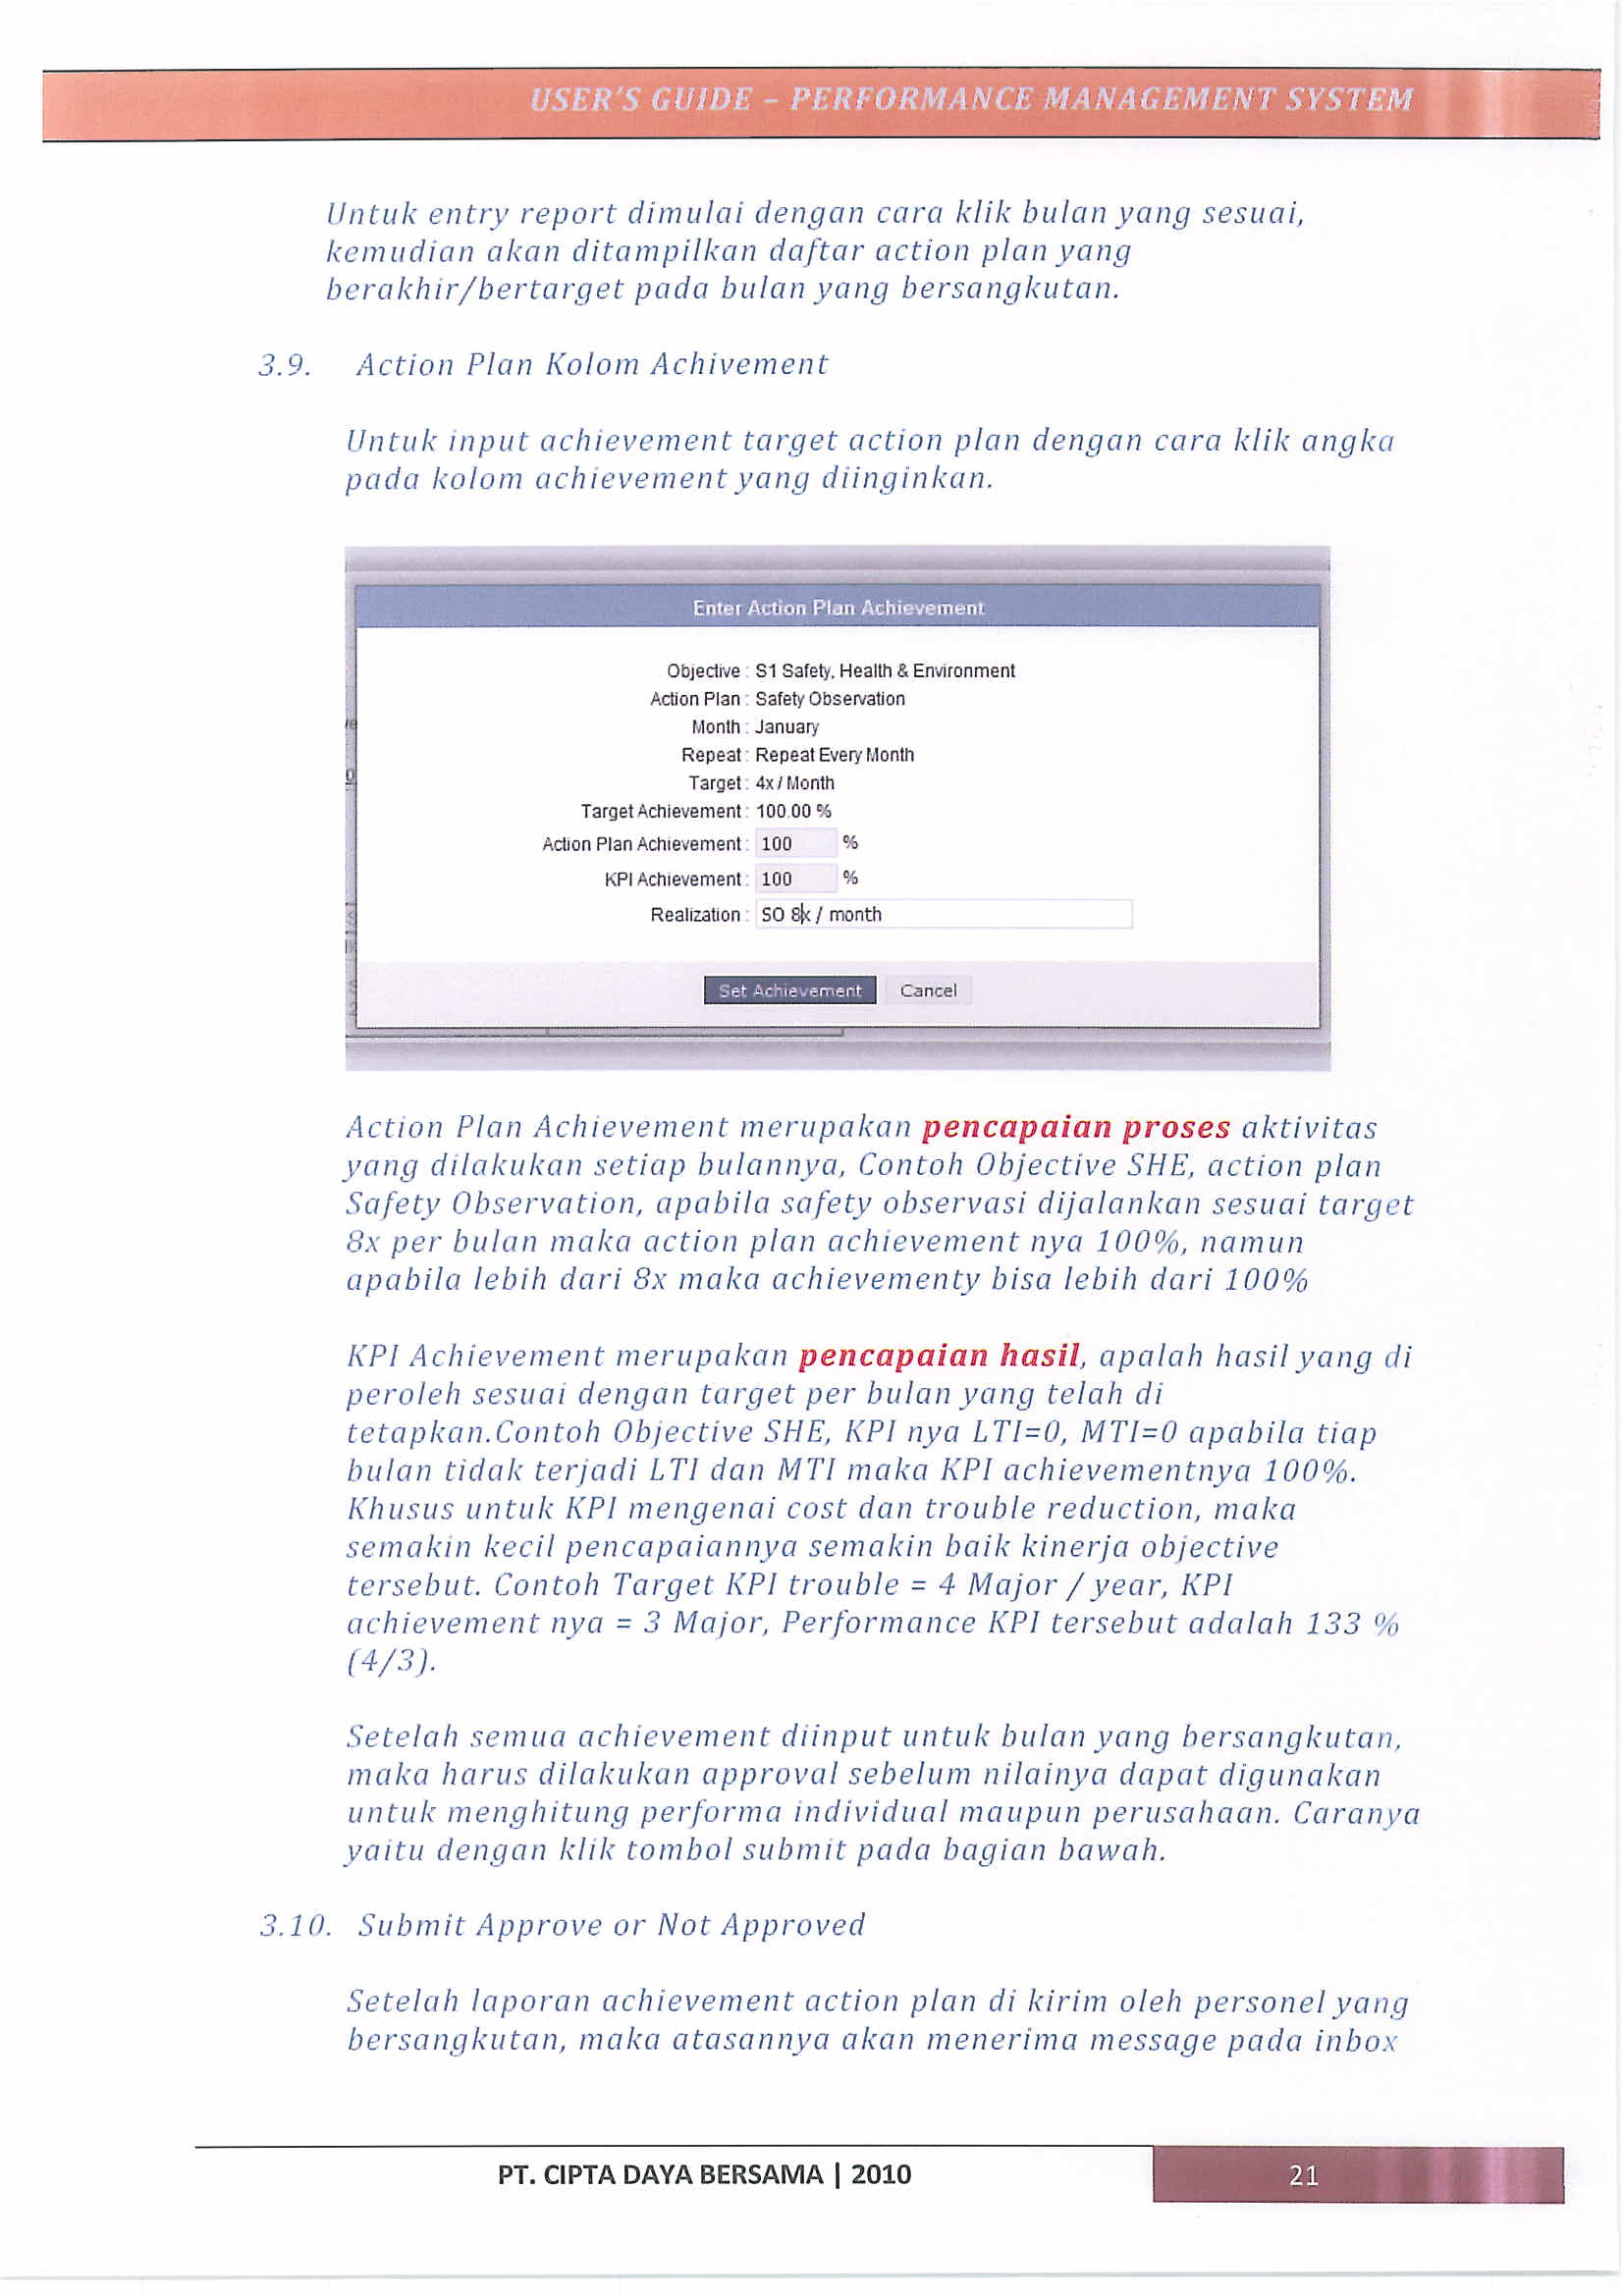 USER'S GUIDE – PERFORMANCE MANAGEMENT SYSTEM
Untuk entry report dimulai dengan cara klik bulan yang sesuai,
kemudian akan ditampilkan daftar action plan yang
berakhir/bertarget pada bulan yang bersangkutan.
3.9. Action Plan Kolom Achivement
Untuk input achievement target action plan dengan cara klik angka
pada kolom achievement yang diinginkan.
Enter Action Plan Achievement
Objective : S1 Safety, Health & Environment
Action Plan : Safety Observation
Month : January
Repeat : Repeat Every Month
Target : 4x / Month
Target Achievement : 100.00 %
Action Plan Achievement : 100 %
KPI Achievement : 100 %
Realization : SO 8x / month
Set Achievement Cancel
Action Plan Achievement merupakan pencapaian proses aktivitas
yang dilakukan setiap bulannya, Contoh Objective SHE, action plan
Safety Observation, apabila safety observasi dijalankan sesuai target
8x per bulan maka action plan achievement nya 100%, namun
apabila lebih dari 8x maka achievementy bisa lebih dari 100%
KPI Achievement merupakan pencapaian hasil, apalah hasil yang di
peroleh sesuai dengan target per bulan yang telah di
tetapkan.Contoh Objective SHE, KPI nya LTI=0, MTI=0 apabila tiap
bulan tidak terjadi LTI dan MTI maka KPI achievementnya 100%.
Khusus untuk KPI mengenai cost dan trouble reduction, maka
semakin kecil pencapaiannya semakin baik kinerja objective
tersebut. Contoh Target KPI trouble = 4 Major / year, KPI
achievement nya = 3 Major, Performance KPI tersebut adalah 133 %
(4/3).
Setelah semua achievement diinput untuk bulan yang bersangkutan,
maka harus dilakukan approval sebelum nilainya dapat digunakan
untuk menghitung performa individual maupun perusahaan. Caranya
yaitu dengan klik tombol submit pada bagian bawah.
3.10. Submit Approve or Not Approved
Setelah laporan achievement action plan di kirim oleh personel yang
bersangkutan, maka atasannya akan menerima message pada inbox
PT. CIPTA DAYA BERSAMA | 2010
21